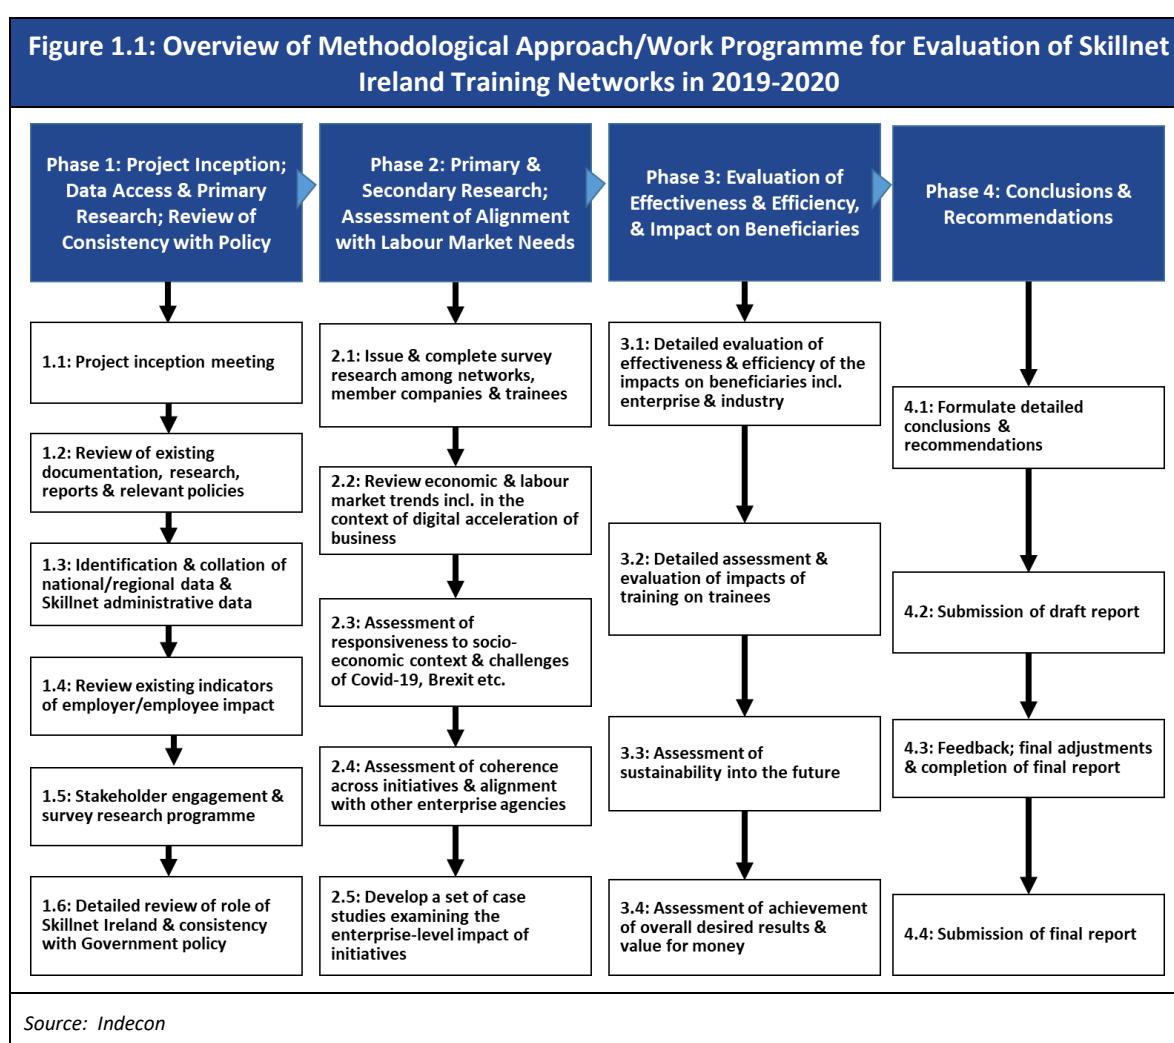 Figure 1.1: Overview of Methodological Approach/Work Programme for Evaluation of Skillnet
Ireland Training Networks in 2019-2020
Phase 1: Project Inception;
Data Access & Primary
Research; Review of
Consistency with Policy
1.1: Project inception meeting
1.2: Review of existing
documentation, research,
reports & relevant policies
1.3: Identification & collation of
national/regional data &
Skillnet administrative data
1.4: Review existing indicators
of employer/employee impact
1.5: Stakeholder engagement &
survey research programme
1.6: Detailed review of role of
Skillnet Ireland & consistency
with Government policy
Phase 2: Primary &
Secondary Research;
Assessment of Alignment
with Labour Market Needs
2.1: Issue & complete survey
research among networks,
member companies & trainees
2.2: Review economic & labour
market trends incl. in the
context of digital acceleration of
business
2.3: Assessment of
responsiveness to socio-
economic context & challenges
of Covid-19, Brexit etc.
2.4: Assessment of coherence
across initiatives & alignment
with other enterprise agencies
2.5: Develop a set of case
studies examining the
enterprise-level impact of
initiatives
Phase 3: Evaluation of
Effectiveness & Efficiency,
& Impact on Beneficiaries
3.1: Detailed evaluation of
effectiveness & efficiency of the
impacts on beneficiaries incl.
enterprise & industry
3.2: Detailed assessment &
evaluation of impacts of
training on trainees
3.3: Assessment of
sustainability into the future
3.4: Assessment of achievement
of overall desired results &
value for money
Phase 4: Conclusions &
Recommendations
4.1: Formulate detailed
conclusions &
recommendations
4.2: Submission of draft report
4.3: Feedback; final adjustments
& completion of final report
4.4: Submission of final report
Source: Indecon